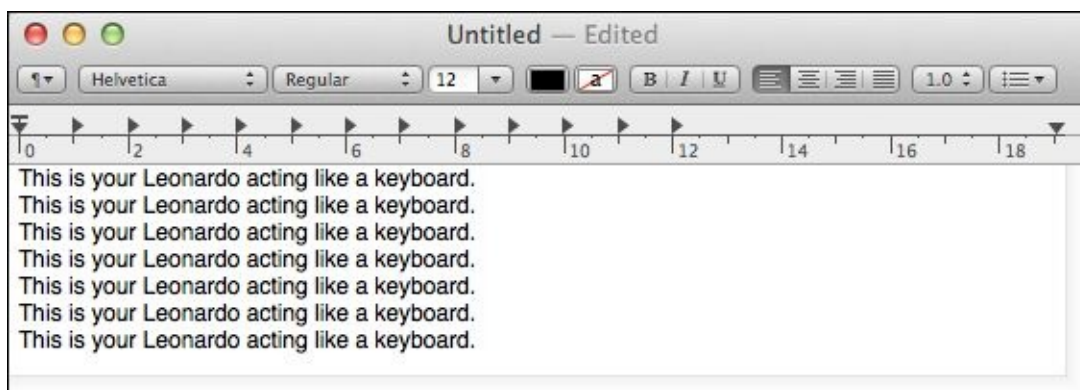 Untitled — Edited
¶ Helvetica Regular 12 a B I U 1.0
0 2 4 6 8 10 12 14 16 18
This is your Leonardo acting like a keyboard.
This is your Leonardo acting like a keyboard.
This is your Leonardo acting like a keyboard.
This is your Leonardo acting like a keyboard.
This is your Leonardo acting like a keyboard.
This is your Leonardo acting like a keyboard.
This is your Leonardo acting like a keyboard.